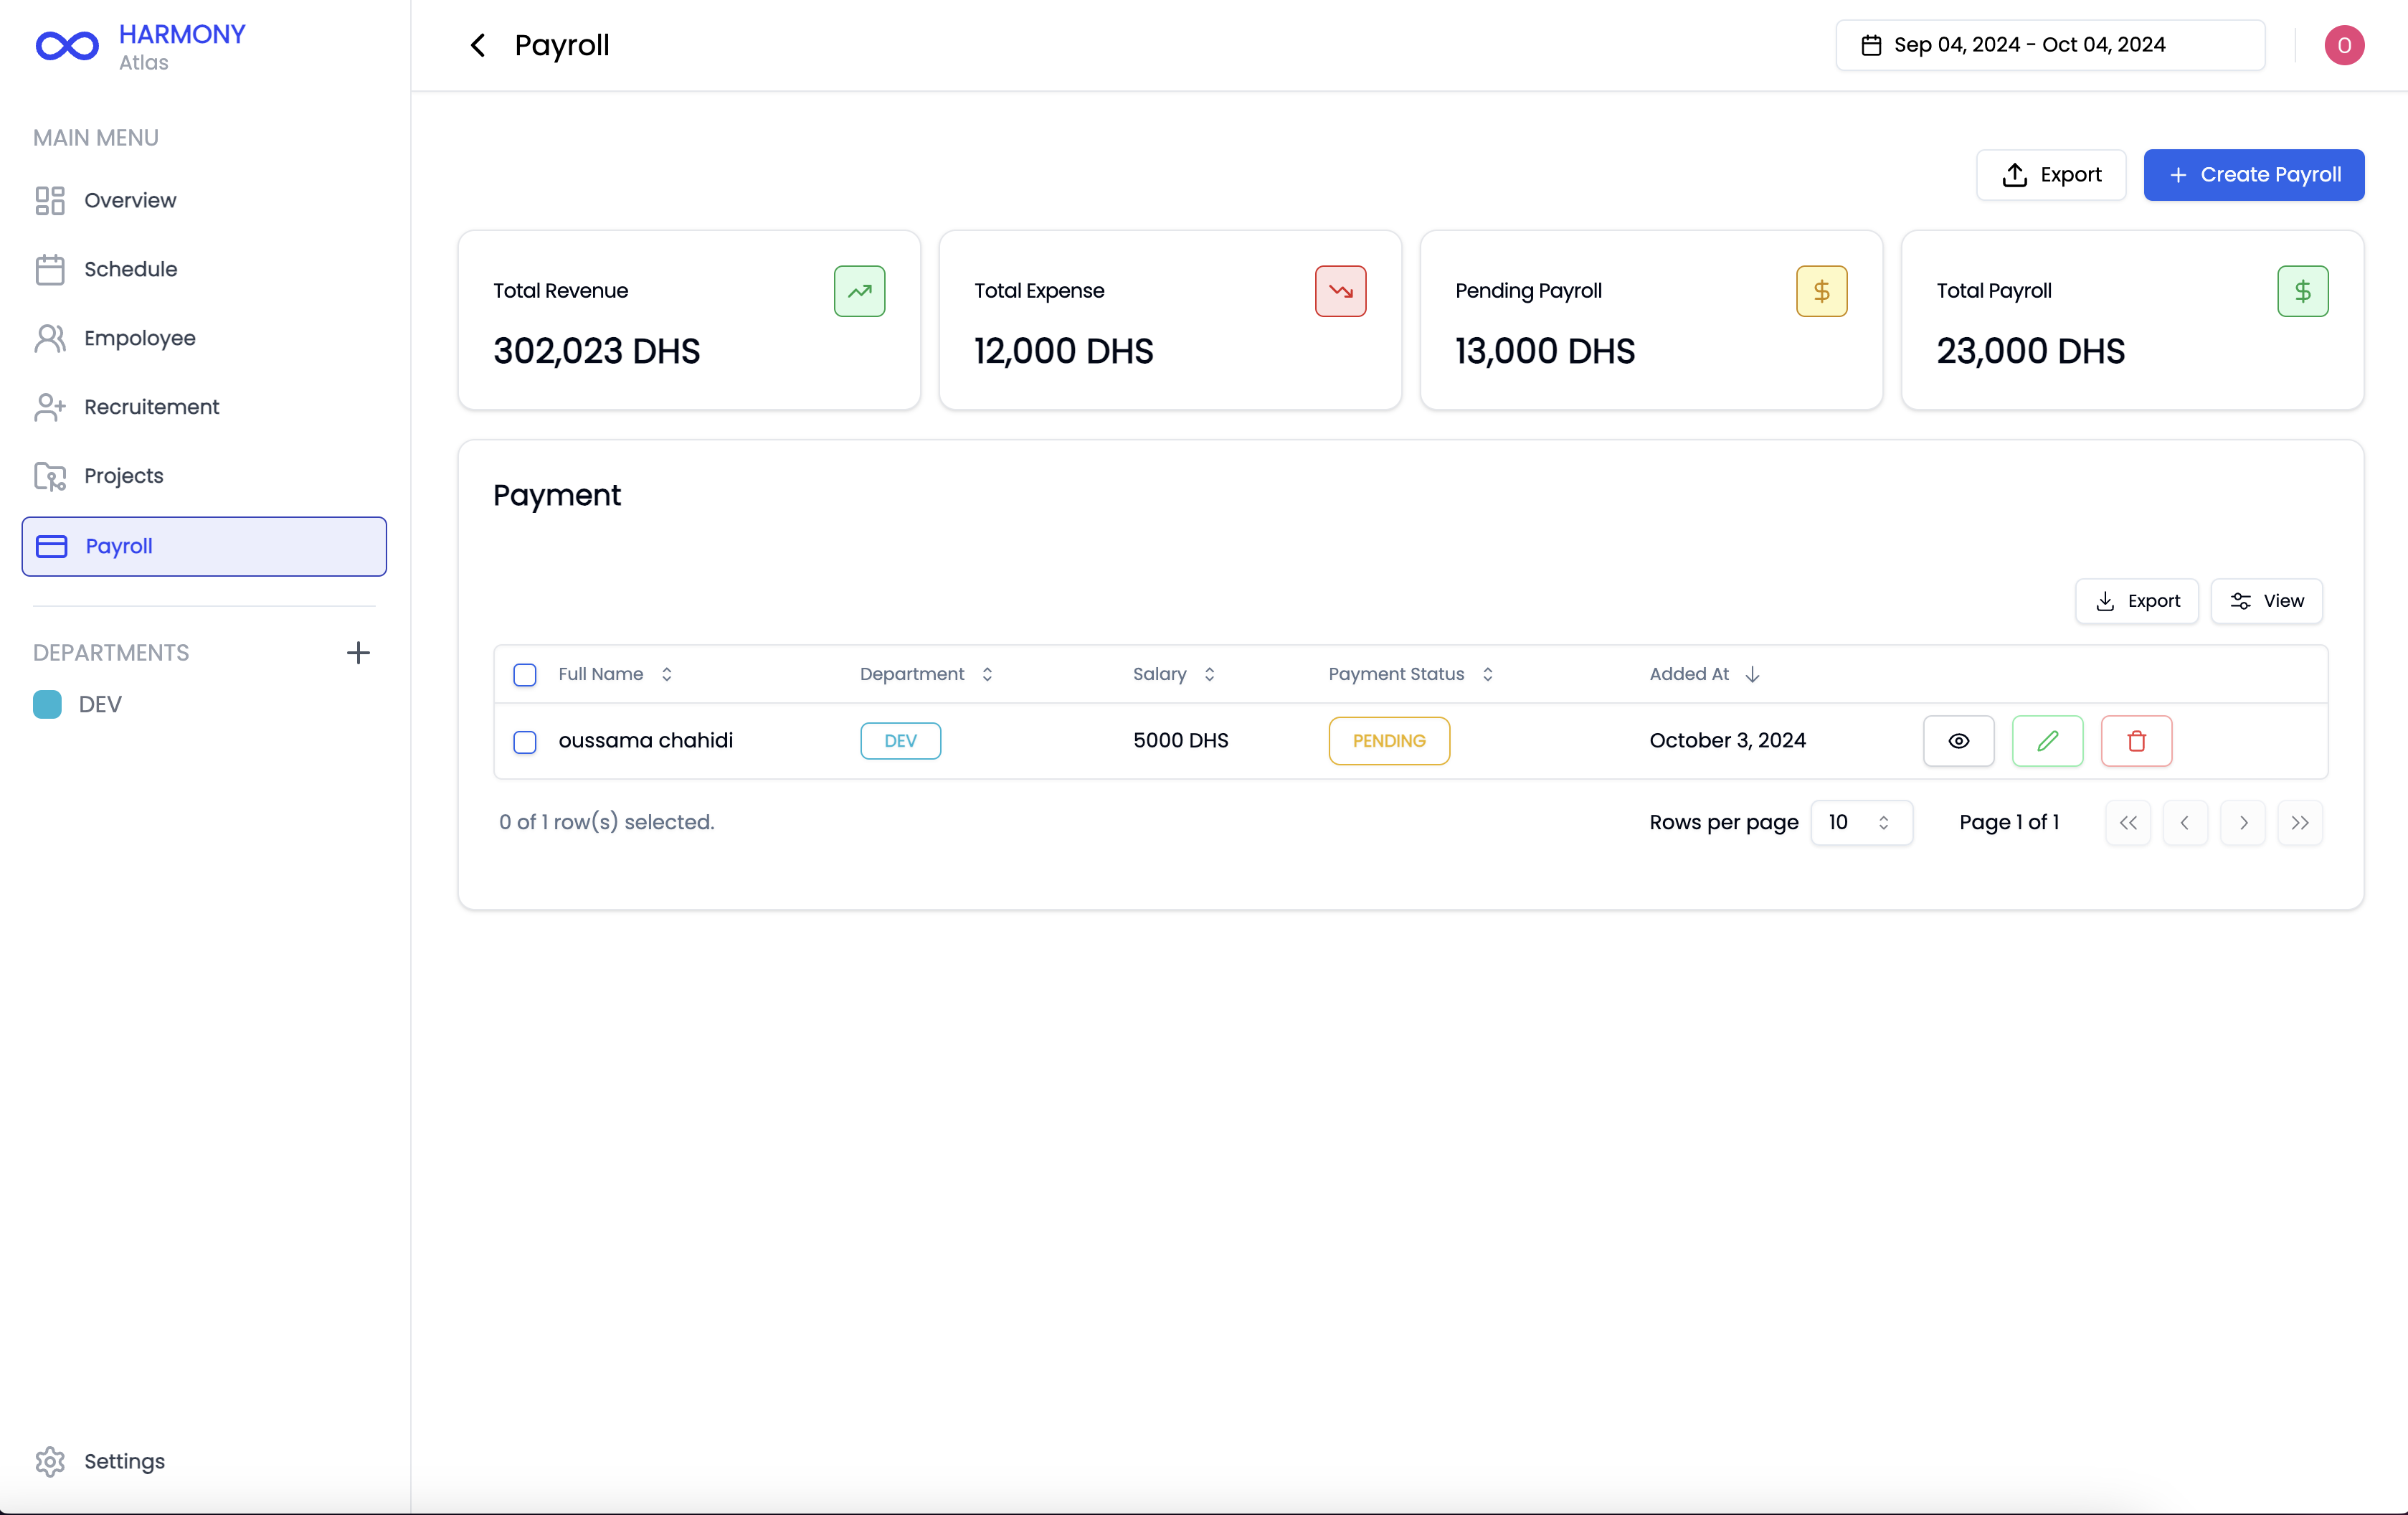 HARMONY
Atlas
Payroll
Sep 04, 2024 - Oct 04, 2024
O
MAIN MENU
Overview
Schedule
Empoloyee
Recruitement
Projects
Payroll
DEPARTMENTS
DEV
Settings
Export
Create Payroll
Total Revenue
302,023 DHS
Total Expense
12,000 DHS
Pending Payroll
13,000 DHS
Total Payroll
23,000 DHS
Payment
Export View
Full Name Department Salary Payment Status Added At
oussama chahidi DEV 5000 DHS PENDING October 3, 2024
0 of 1 row(s) selected. Rows per page 10 Page 1 of 1